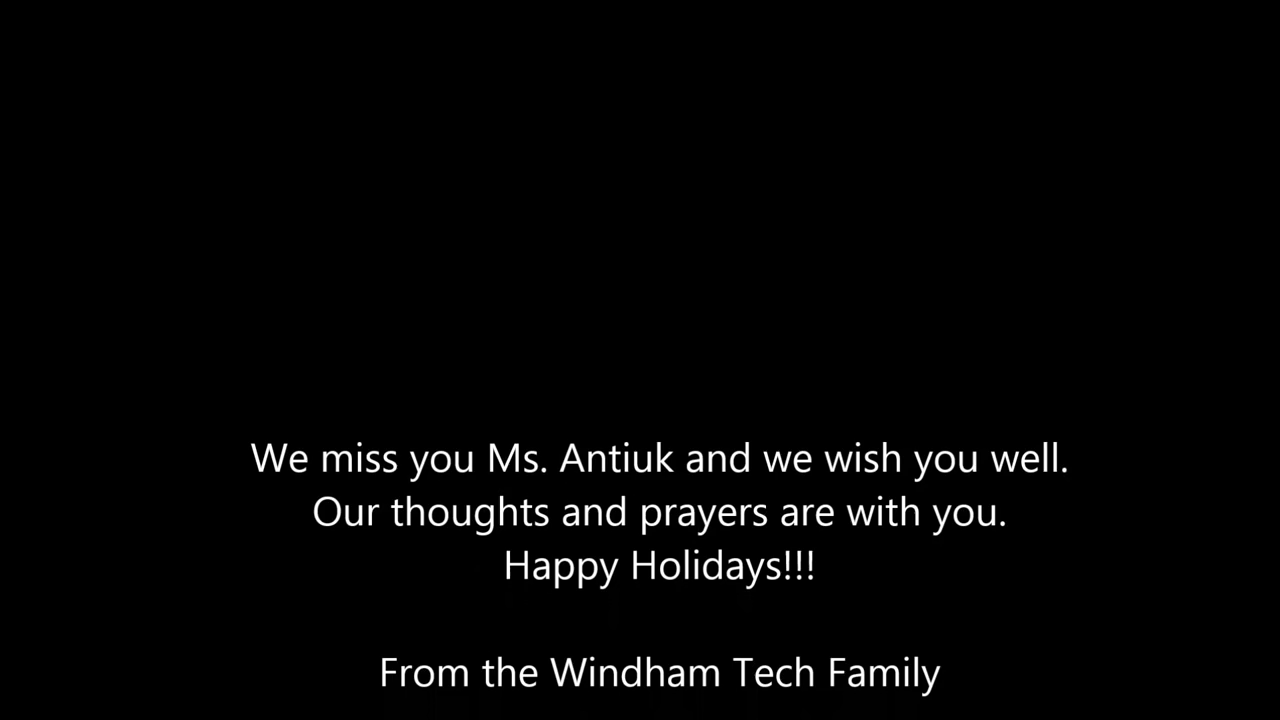 We miss you Ms. Antiuk and we wish you well.
Our thoughts and prayers are with you.
Happy Holidays!!!
From the Windham Tech Family